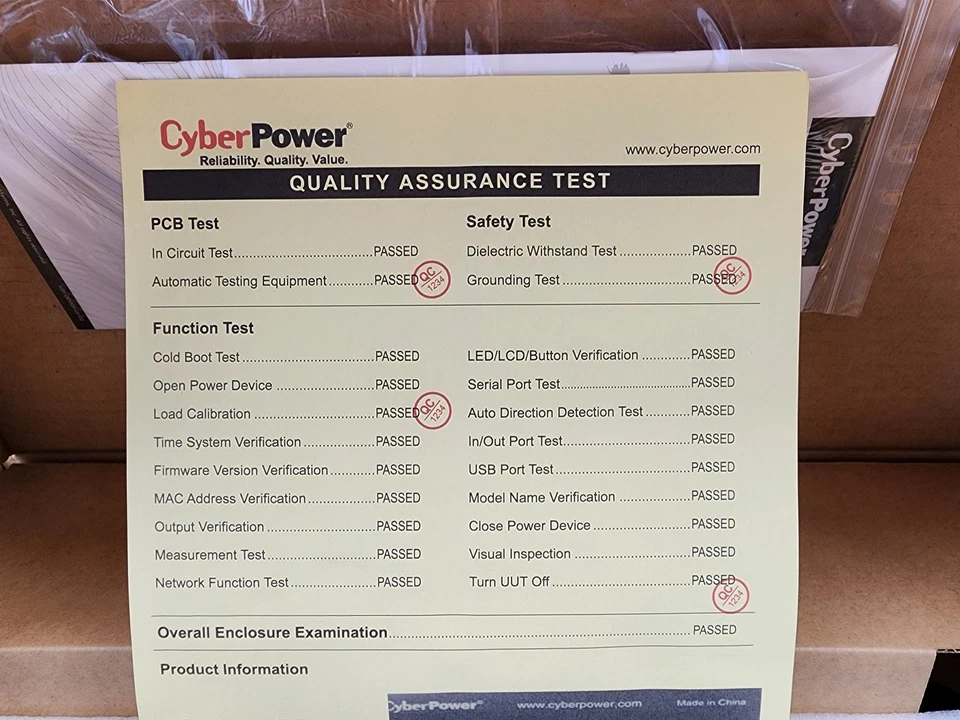 CyberPower®
Reliability. Quality. Value.
www.cyberpower.com
QUALITY ASSURANCE TEST
PCB Test
In Circuit Test....................................PASSED
Automatic Testing Equipment............PASSED
QC
1234
Safety Test
Dielectric Withstand Test ...................PASSED
Grounding Test ..................................PASSED
QC
1234
Function Test
Cold Boot Test ...................................PASSED
Open Power Device ..........................PASSED
Load Calibration ................................PASSED
QC
1234
Time System Verification ...................PASSED
Firmware Version Verification............PASSED
MAC Address Verification..................PASSED
Output Verification ............................PASSED
Measurement Test.............................PASSED
Network Function Test .......................PASSED
LED/LCD/Button Verification .............PASSED
Serial Port Test...................................PASSED
Auto Direction Detection Test ............PASSED
In/Out Port Test..................................PASSED
USB Port Test....................................PASSED
Model Name Verification ...................PASSED
Close Power Device ..........................PASSED
Visual Inspection ...............................PASSED
Turn UUT Off .....................................PASSED
QC
1234
Overall Enclosure Examination............................................................................... PASSED
Product Information
CyberPower®
www.cyberpower.com
Made in China
CyberPower